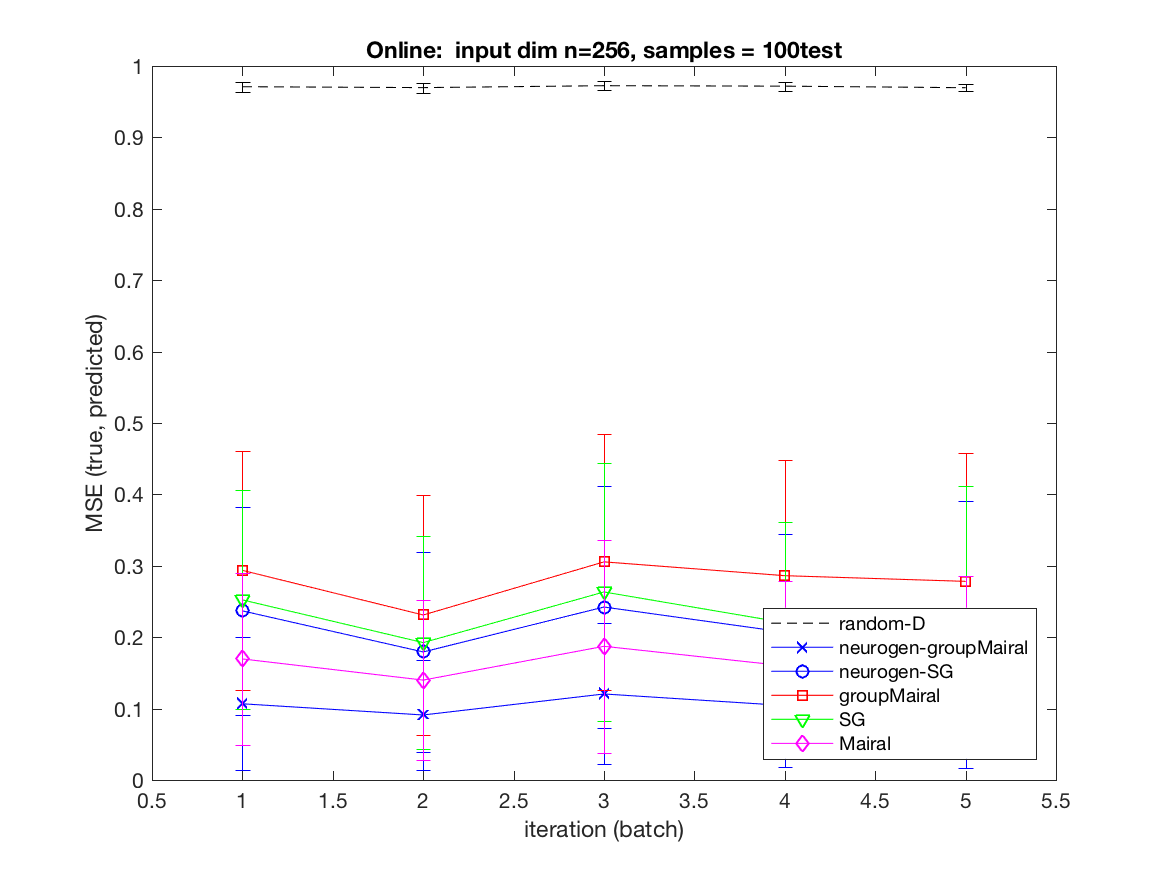 Online:  input dim n=256, samples = 100test
1
0.9
0.8
0.7
0.6
0.5
0.4
0.3
0.2
0.1
0
MSE (true, predicted)
random-D
neurogen-groupMairal
neurogen-SG
groupMairal
SG
Mairal
0.5 1 1.5 2 2.5 3 3.5 4 4.5 5 5.5
iteration (batch)